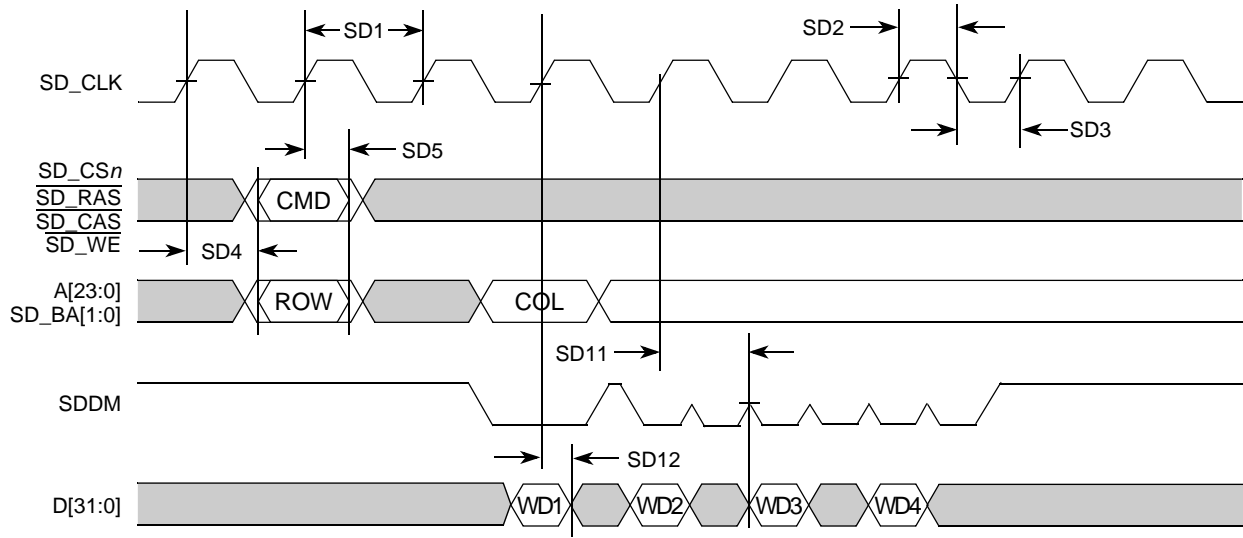 SD1
SD2
SD_CLK
SD3
SD5
SD_CSn
SD_RAS
SD_CAS
SD_WE
CMD
SD4
A[23:0]
SD_BA[1:0]
ROW
COL
SD11
SDDM
SD12
D[31:0]
WD1
WD2
WD3
WD4